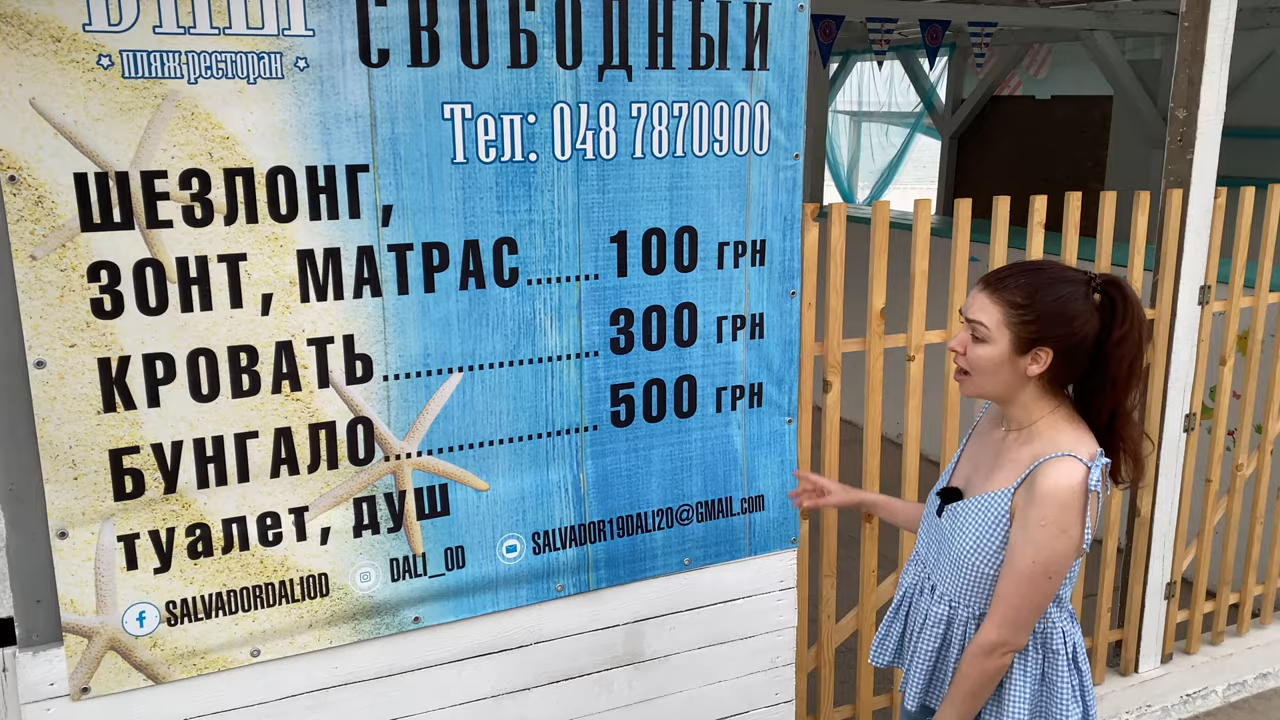 ДАЛІ
пляж ресторан
СВОБОДНЫЙ
Тел: 048 7870900
ШЕЗЛОНГ,
ЗОНТ, МАТРАС........100 ГРН
КРОВАТЬ........................300 ГРН
БУНГАЛО........................500 ГРН
туалет, душ
SALVADORDALIOD
DALI_OD
SALVADOR19DALI20@GMAIL.com